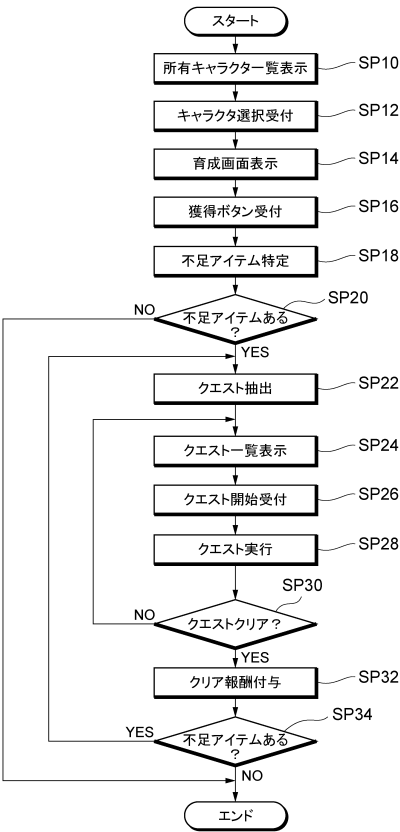 スタート
所有キャラクタ一覧表示 SP10
キャラクタ選択受付 SP12
育成画面表示 SP14
獲得ボタン受付 SP16
不足アイテム特定 SP18
SP20
NO
不足アイテムある
?
YES
クエスト抽出 SP22
クエスト一覧表示 SP24
クエスト開始受付 SP26
クエスト実行 SP28
SP30
NO
クエストクリア?
YES
クリア報酬付与 SP32
SP34
YES
不足アイテムある
?
NO
エンド